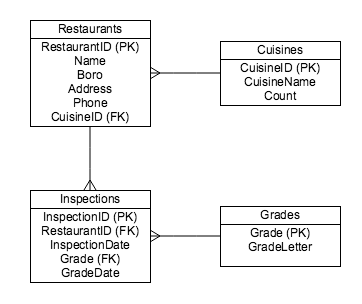 Restaurants
RestaurantID (PK)
Name
Boro
Address
Phone
CuisineID (FK)
Cuisines
CuisineID (PK)
CuisineName
Count
Inspections
InspectionID (PK)
RestaurantID (FK)
InspectionDate
Grade (FK)
GradeDate
Grades
Grade (PK)
GradeLetter